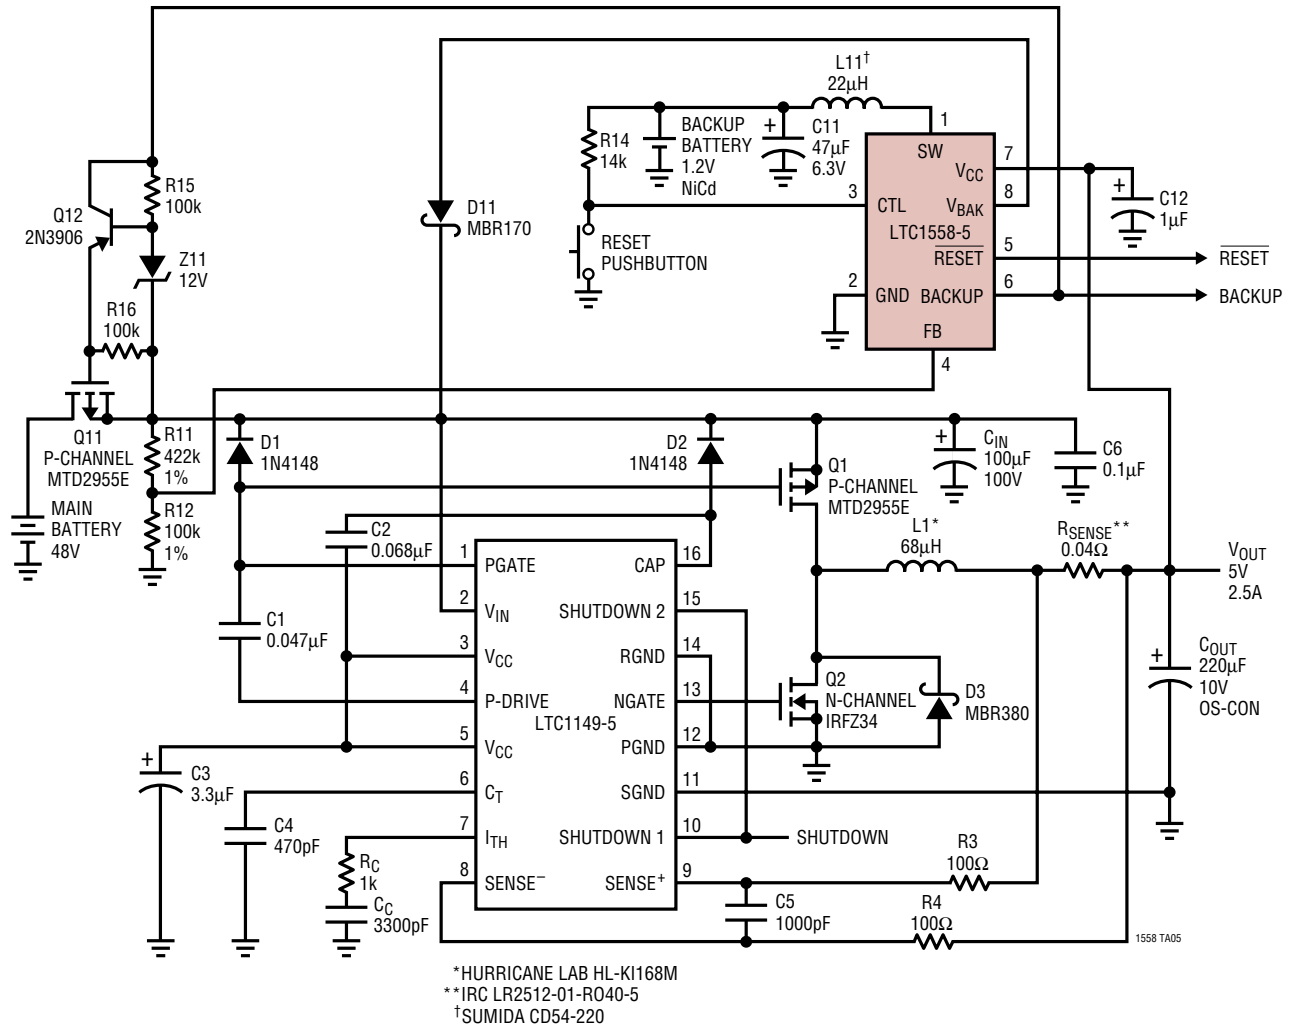 L11†
22µH
R14
14k
BACKUP
BATTERY
1.2V
NiCd
+
C11
47µF
6.3V
1
SW
7
VCC
8
VBAK
3
CTL
LTC1558-5
5
RESET
2
GND
BACKUP
6
FB
4
+
C12
1µF
RESET
BACKUP
R15
100k
Q12
2N3906
Z11
12V
R16
100k
D11
MBR170
RESET
PUSHBUTTON
Q11
P-CHANNEL
MTD2955E
R11
422k
1%
MAIN
BATTERY
48V
R12
100k
1%
D1
1N4148
D2
1N4148
Q1
P-CHANNEL
MTD2955E
+
CIN
100µF
100V
C6
0.1µF
C2
0.068µF
L1*
68µH
RSENSE**
0.04Ω
VOUT
5V
2.5A
C1
0.047µF
1
PGATE
CAP
16
2
VIN
SHUTDOWN 2
15
3
VCC
RGND
14
4
P-DRIVE
NGATE
13
LTC1149-5
5
VCC
PGND
12
6
CT
SGND
11
7
ITH
SHUTDOWN 1
10
8
SENSE–
SENSE+
9
Q2
N-CHANNEL
IRFZ34
D3
MBR380
+
COUT
220µF
10V
OS-CON
+
C3
3.3µF
C4
470pF
RC
1k
CC
3300pF
SHUTDOWN
R3
100Ω
C5
1000pF
R4
100Ω
1558 TA05
*HURRICANE LAB HL-KI168M
**IRC LR2512-01-RO40-5
†SUMIDA CD54-220